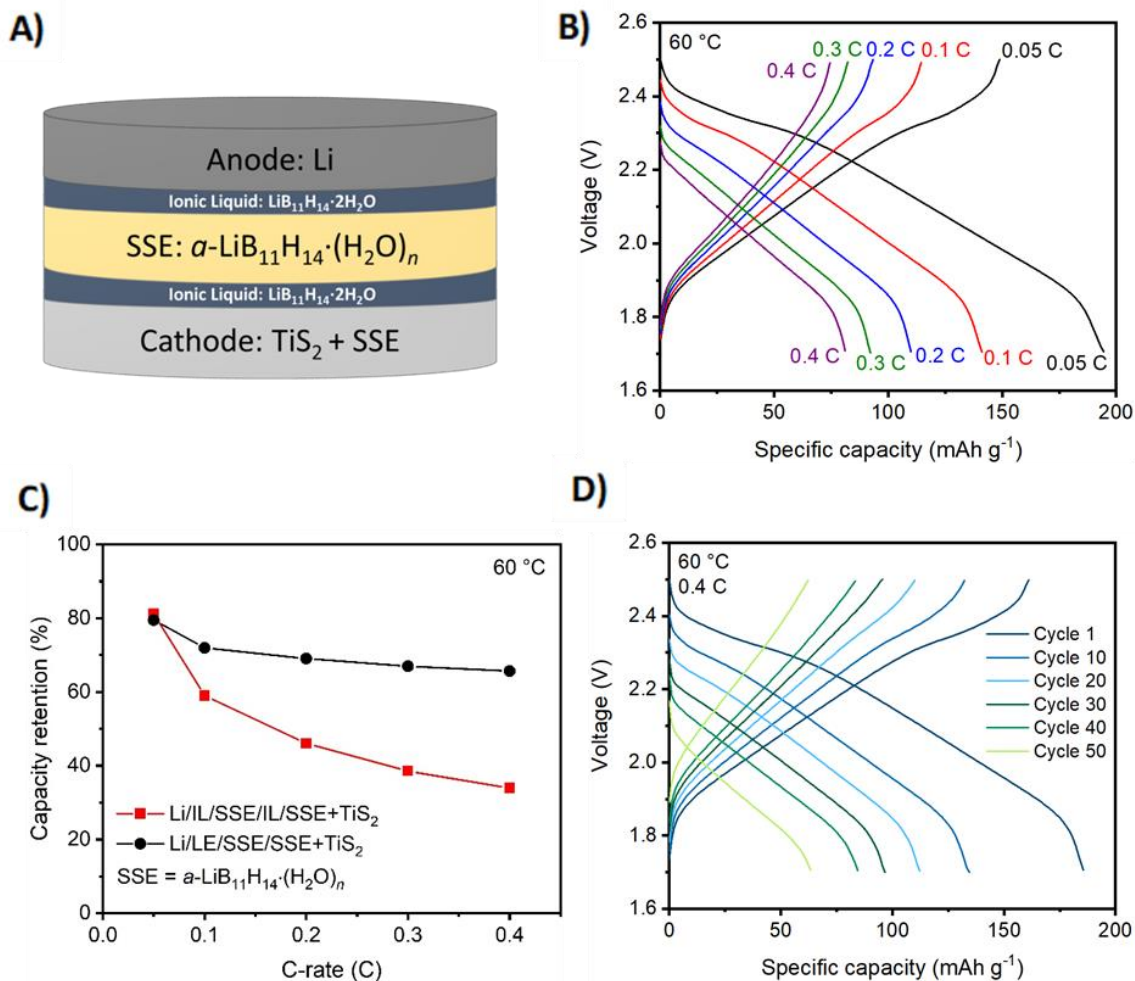 A)
Anode: Li
Ionic Liquid: LiB₁₁H₁₄·2H₂O
SSE: a-LiB₁₁H₁₄·(H₂O)ₙ
Ionic Liquid: LiB₁₁H₁₄·2H₂O
Cathode: TiS₂ + SSE
B)
2.6
2.4
2.2
2.0
1.8
1.6
Voltage (V)
60 °C
0.4 C
0.3 C
0.2 C
0.1 C
0.05 C
0.4 C
0.3 C
0.2 C
0.1 C
0.05 C
0 50 100 150 200
Specific capacity (mAh g⁻¹)
C)
100
80
60
40
20
0
Capacity retention (%)
60 °C
Li/IL/SSE/IL/SSE+TiS₂
Li/LE/SSE/SSE+TiS₂
SSE = a-LiB₁₁H₁₄·(H₂O)ₙ
0.0 0.1 0.2 0.3 0.4
C-rate (C)
D)
2.6
2.4
2.2
2.0
1.8
1.6
Voltage (V)
60 °C
0.4 C
Cycle 1
Cycle 10
Cycle 20
Cycle 30
Cycle 40
Cycle 50
0 50 100 150 200
Specific capacity (mAh g⁻¹)